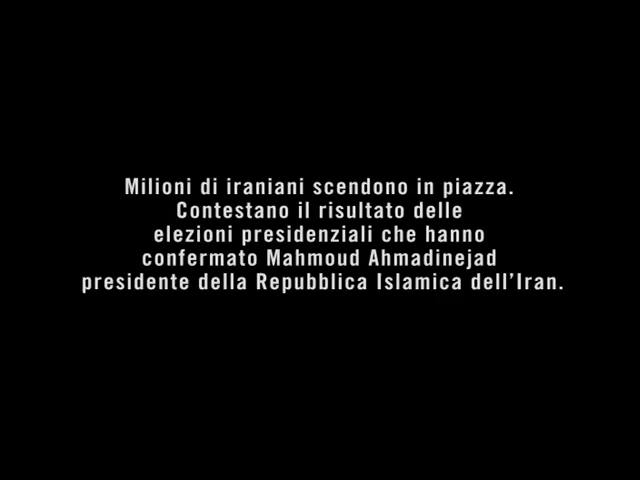 Milioni di iraniani scendono in piazza.
Contestano il risultato delle
elezioni presidenziali che hanno
confermato Mahmoud Ahmadinejad
presidente della Repubblica Islamica dell’Iran.